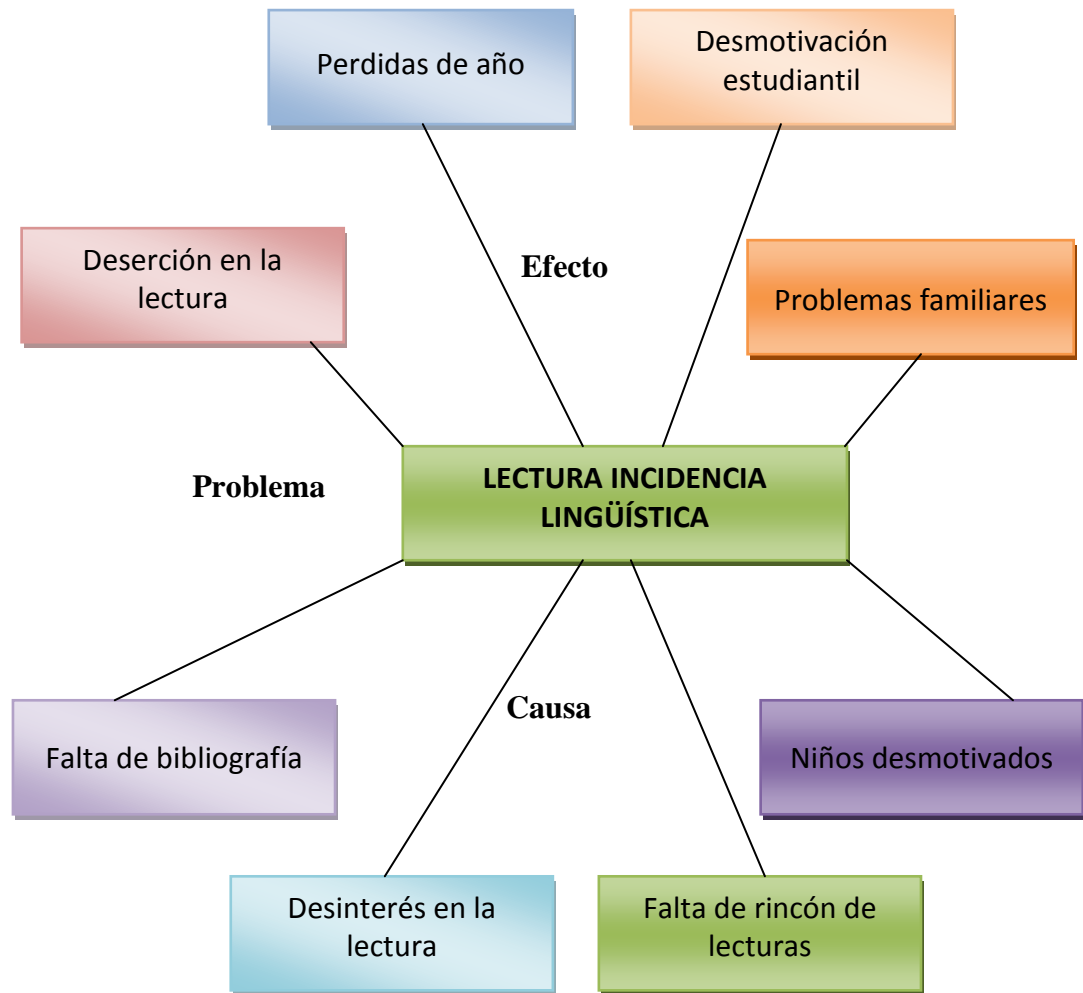 Perdidas de año
Desmotivación
estudiantil
Deserción en la
lectura
Efecto
Problemas familiares
Problema
LECTURA INCIDENCIA
LINGÜÍSTICA
Falta de bibliografía
Causa
Niños desmotivados
Desinterés en la
lectura
Falta de rincón de
lecturas